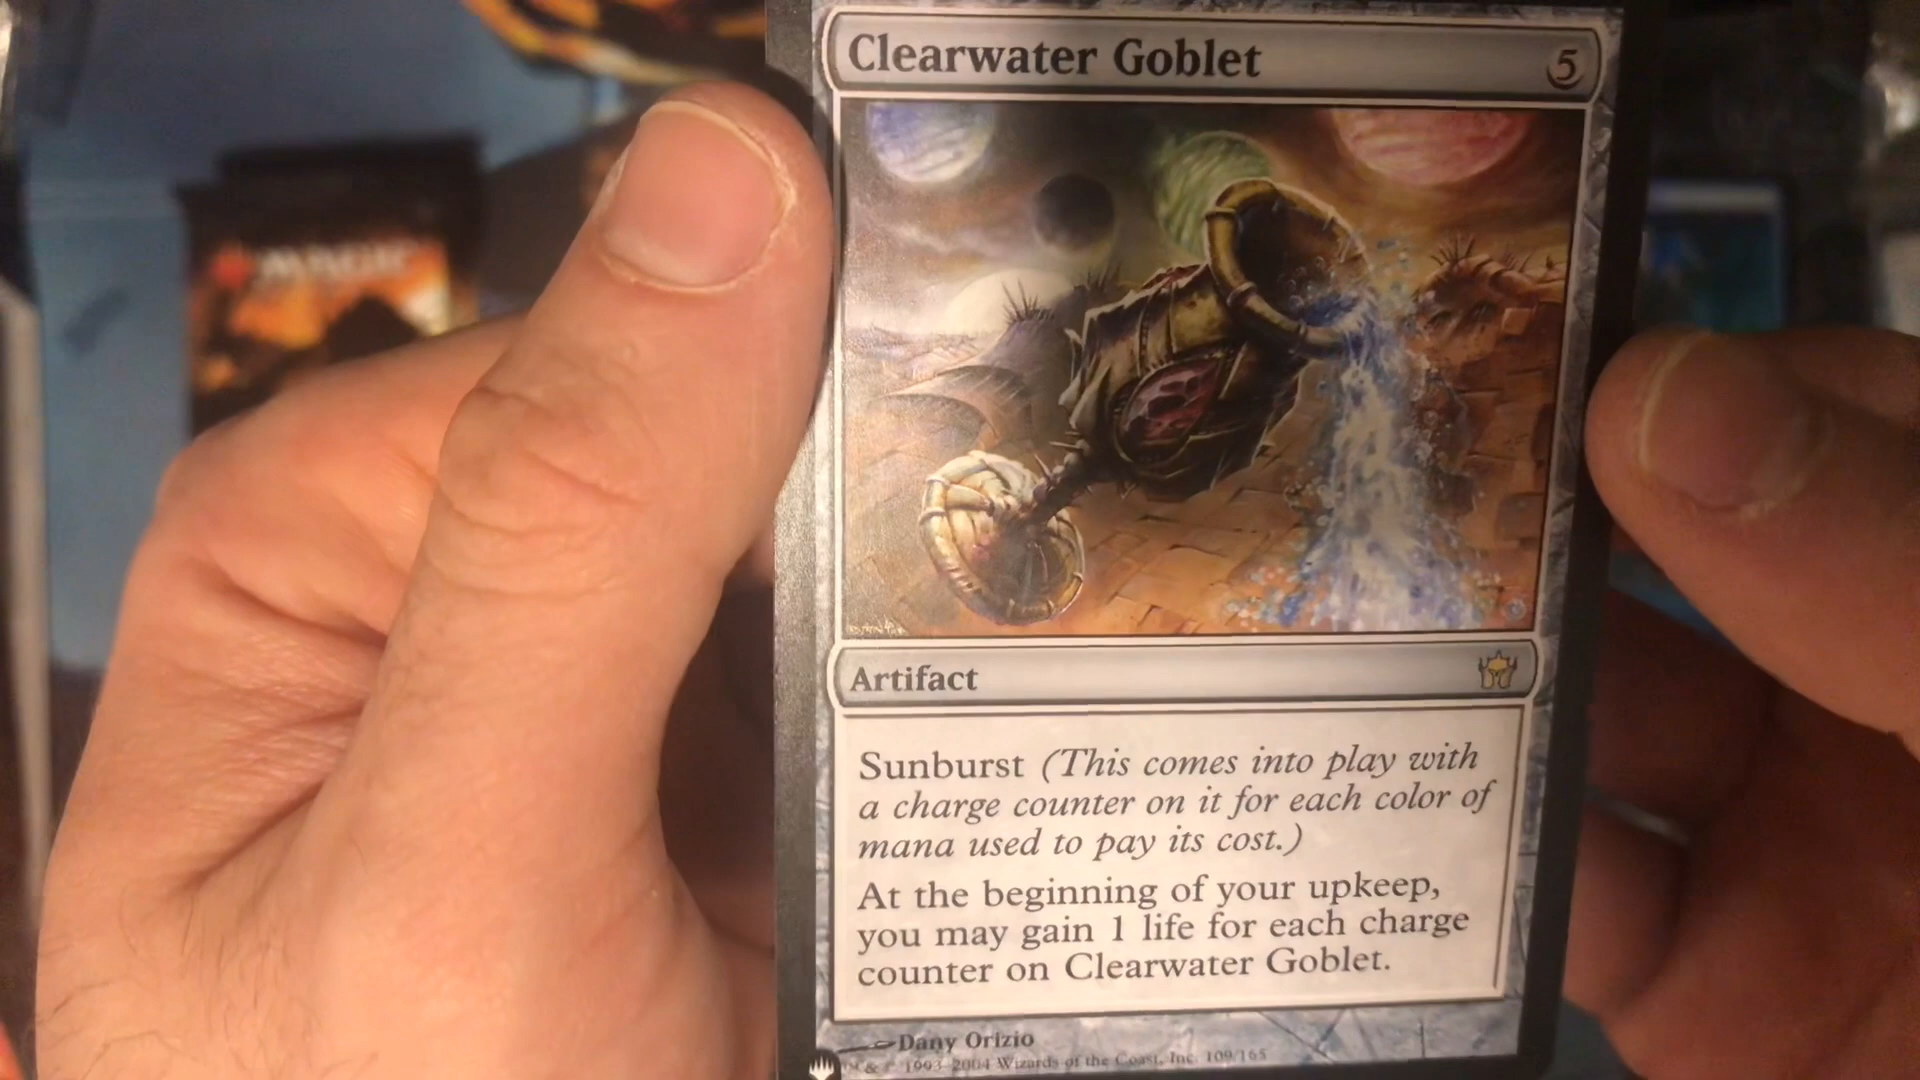 Clearwater Goblet 5
MAGIC
Artifact
Sunburst (This comes into play with
a charge counter on it for each color of
mana used to pay its cost.)
At the beginning of your upkeep,
you may gain 1 life for each charge
counter on Clearwater Goblet.
Dany Orizio
& © 1993-2004 Wizards of the Coast, Inc. 109/165